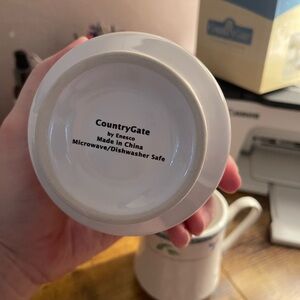 CountryGate
by Enesco
Made in China
Microwave/Dishwasher Safe